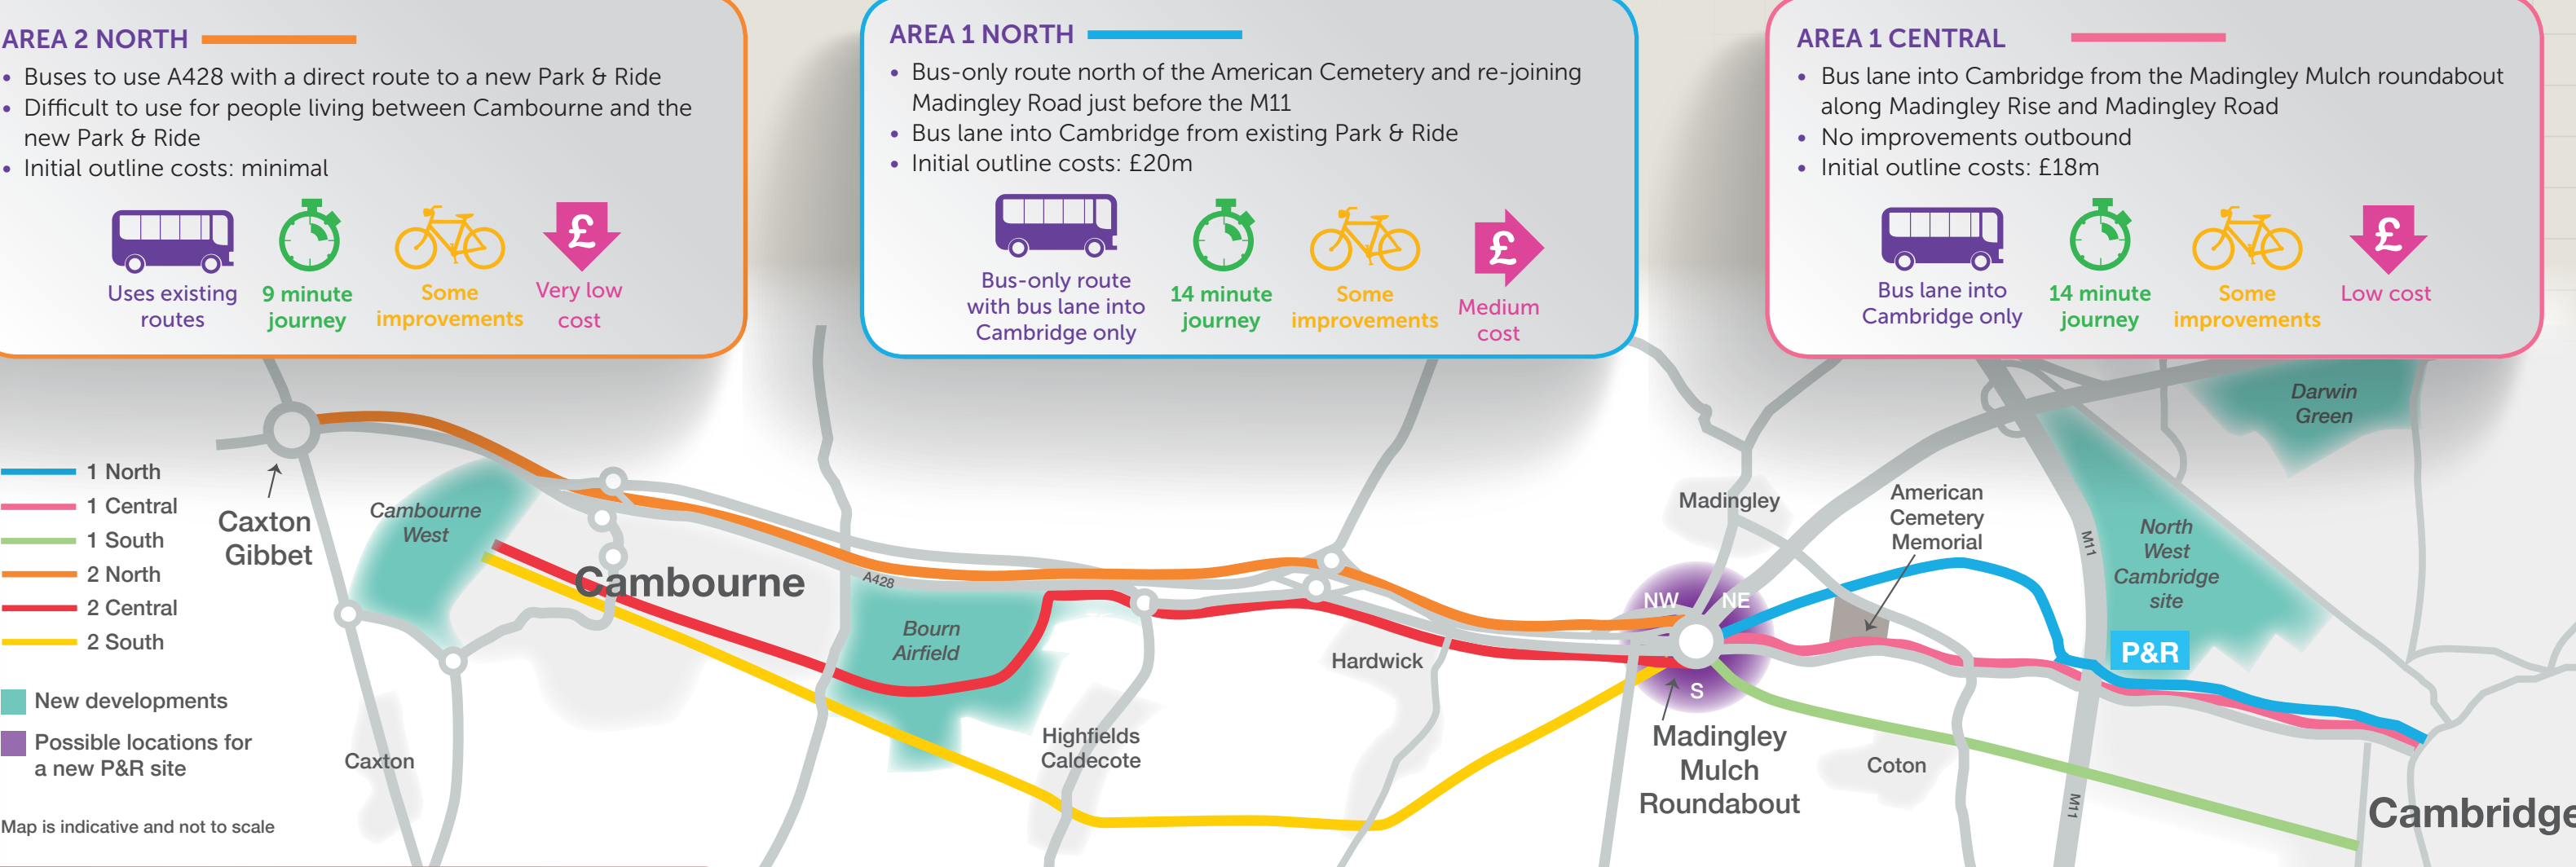 AREA 2 NORTH
• Buses to use A428 with a direct route to a new Park & Ride
• Difficult to use for people living between Cambourne and the
new Park & Ride
• Initial outline costs: minimal
Uses existing
routes
9 minute
journey
Some
improvements
£
Very low
cost
AREA 1 NORTH
• Bus-only route north of the American Cemetery and re-joining
Madingley Road just before the M11
• Bus lane into Cambridge from existing Park & Ride
• Initial outline costs: £20m
Bus-only route
with bus lane into
Cambridge only
14 minute
journey
Some
improvements
£
Medium
cost
AREA 1 CENTRAL
• Bus lane into Cambridge from the Madingley Mulch roundabout
along Madingley Rise and Madingley Road
• No improvements outbound
• Initial outline costs: £18m
Bus lane into
Cambridge only
14 minute
journey
Some
improvements
£
Low cost
1 North
1 Central
1 South
2 North
2 Central
2 South
New developments
Possible locations for
a new P&R site
Map is indicative and not to scale
Caxton
Gibbet
Cambourne
West
Cambourne
Caxton
A428
Bourn
Airfield
Highfields
Caldecote
Hardwick
Madingley
NW
NE
S
Madingley
Mulch
Roundabout
American
Cemetery
Memorial
Coton
M11
M11
North
West
Cambridge
site
P&R
Darwin
Green
Cambridge